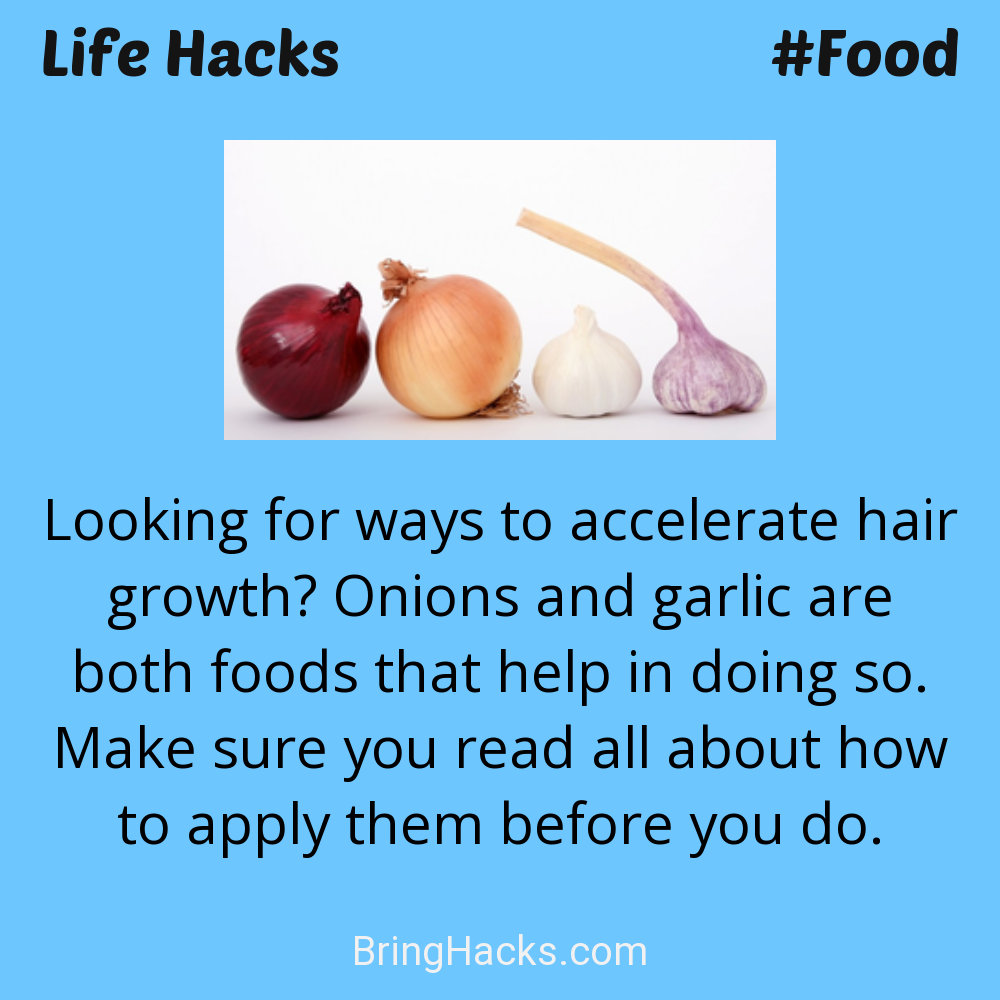 Life Hacks
#Food
Looking for ways to accelerate hair
growth? Onions and garlic are
both foods that help in doing so.
Make sure you read all about how
to apply them before you do.
BringHacks.com